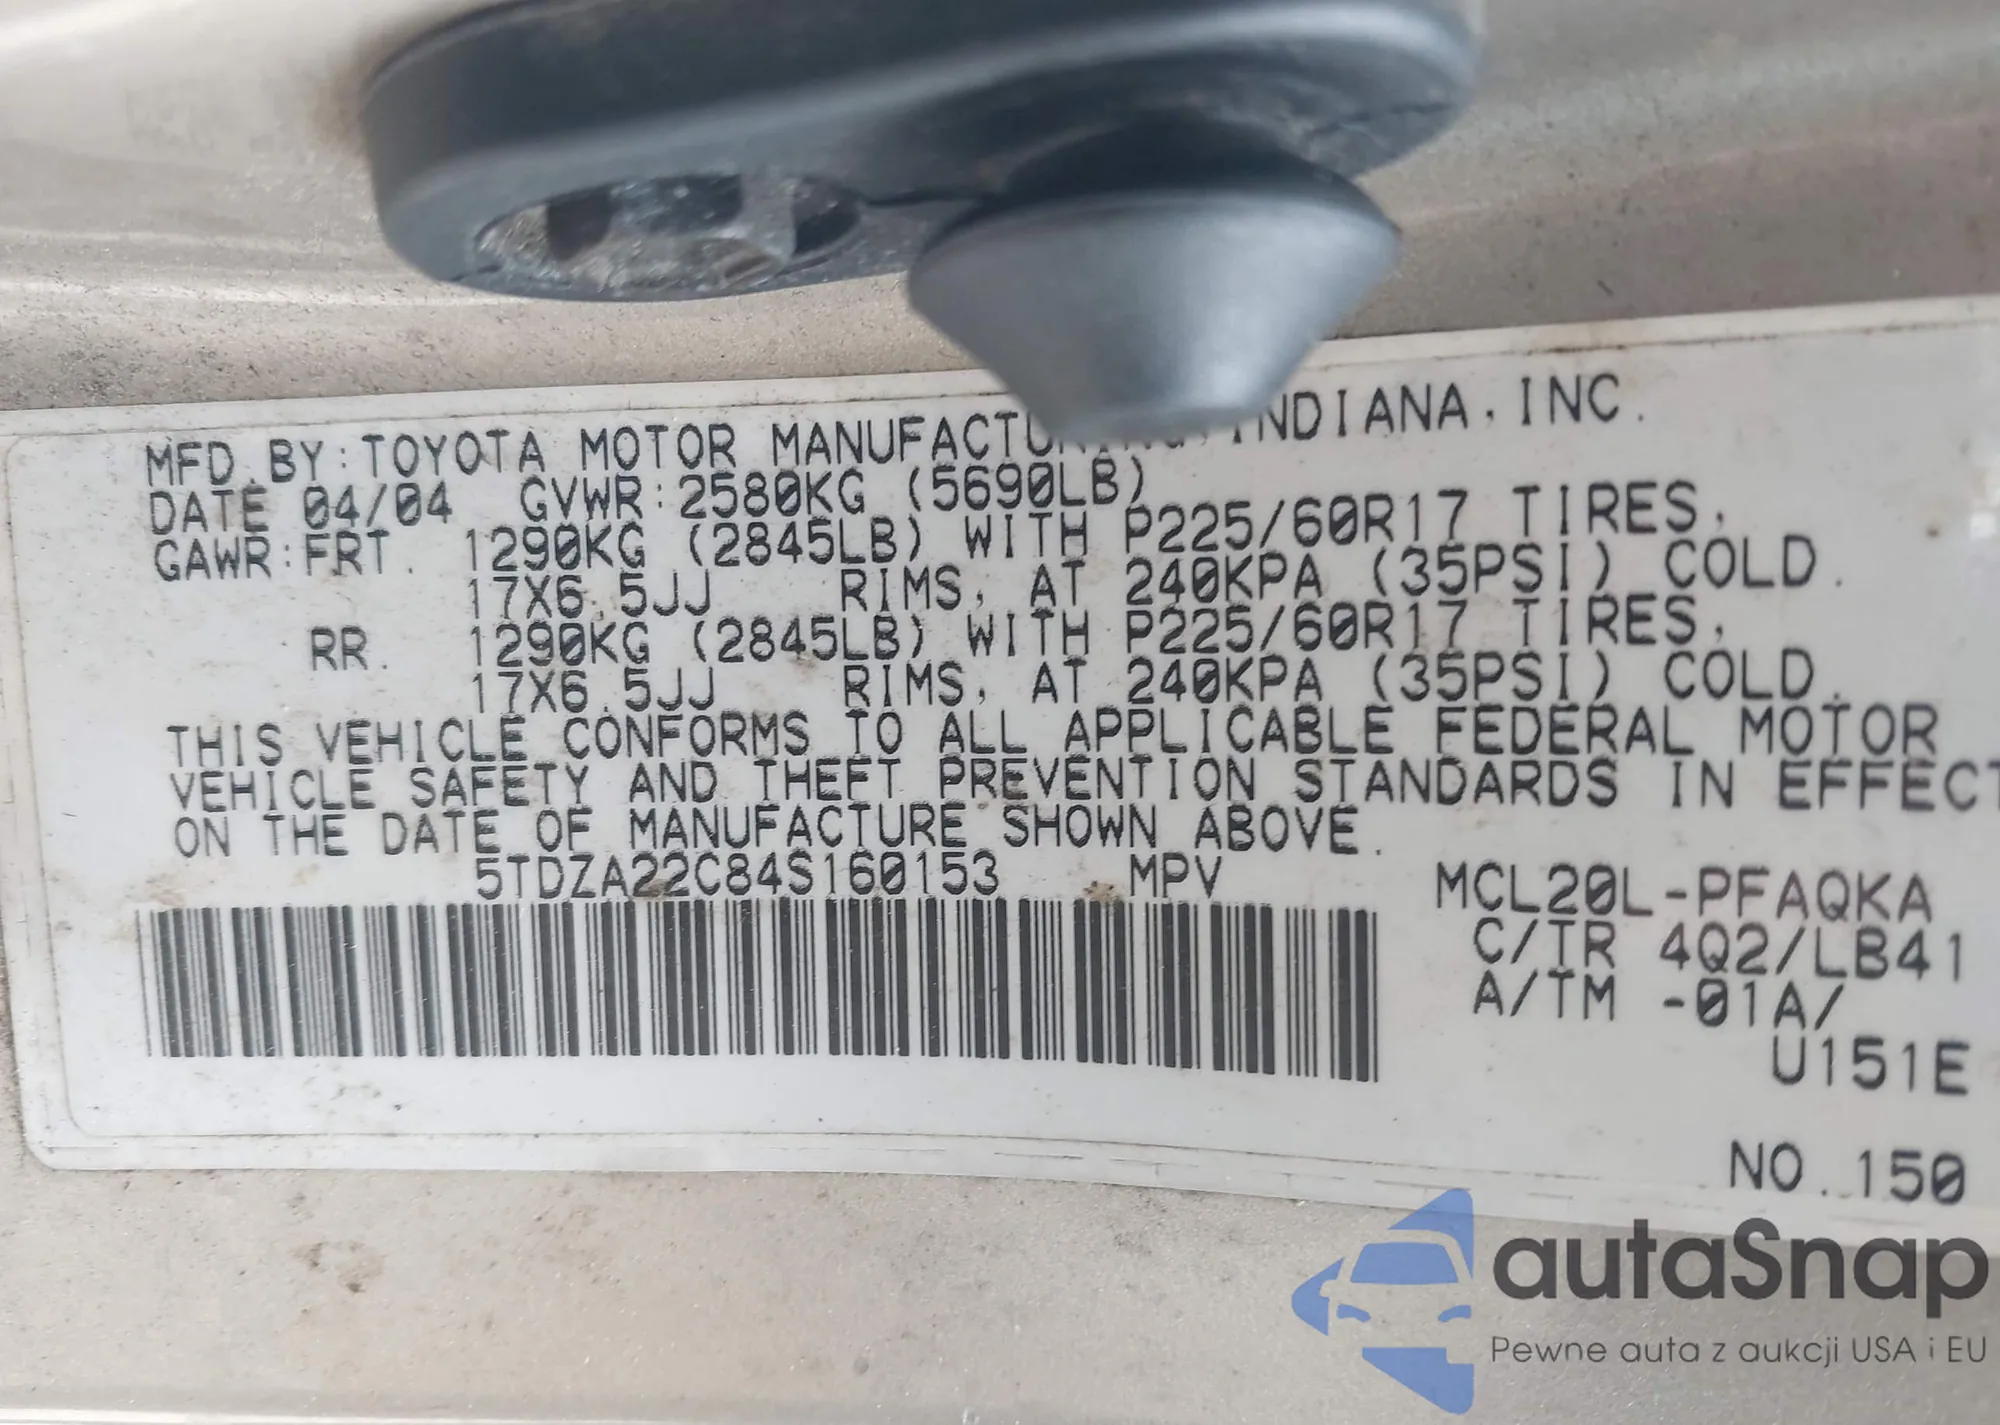 MFD.BY:TOYOTA MOTOR MANUFACTURING,INDIANA,INC.
DATE 04/04 GVWR:2580KG (5690LB)
GAWR:FRT. 1290KG (2845LB) WITH P225/60R17 TIRES,
17X6.5JJ RIMS, AT 240KPA (35PSI) COLD.
RR. 1290KG (2845LB) WITH P225/60R17 TIRES,
17X6.5JJ RIMS, AT 240KPA (35PSI) COLD.
THIS VEHICLE CONFORMS TO ALL APPLICABLE FEDERAL MOTOR
VEHICLE SAFETY AND THEFT PREVENTION STANDARDS IN EFFECT
ON THE DATE OF MANUFACTURE SHOWN ABOVE.
5TDZA22C84S160153 MPV
MCL20L-PFAQKA
C/TR 4Q2/LB41
A/TM -01A/
U151E
NO.150
autaSnap
Pewne auta z aukcji USA i EU